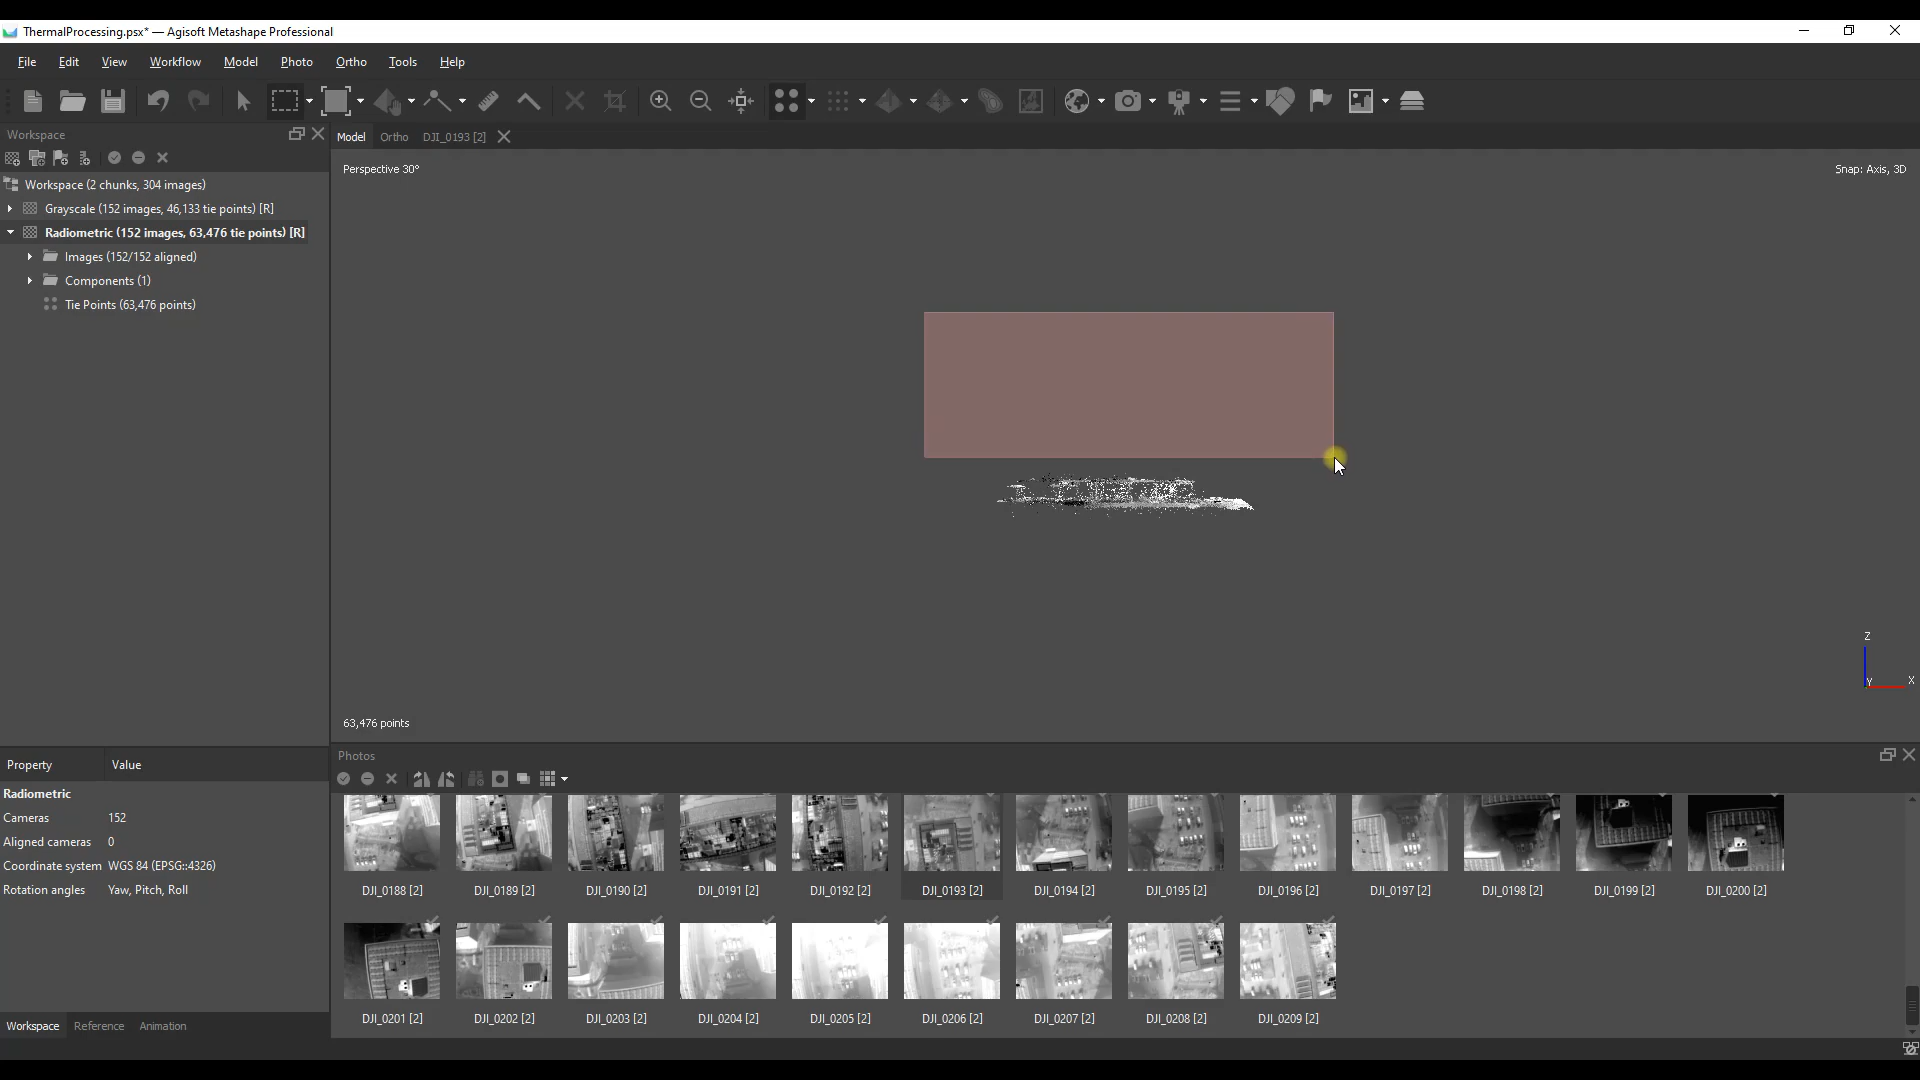 ThermalProcessing.psx* — Agisoft Metashape Professional
File Edit View Workflow Model Photo Ortho Tools Help
Workspace
Model Ortho DJI_0193 [2]
Perspective 30°
Snap: Axis, 3D
Workspace (2 chunks, 304 images)
Grayscale (152 images, 46,133 tie points) [R]
Radiometric (152 images, 63,476 tie points) [R]
Images (152/152 aligned)
Components (1)
Tie Points (63,476 points)
Z
Y
X
63,476 points
Property Value
Radiometric
Cameras 152
Aligned cameras 0
Coordinate system WGS 84 (EPSG::4326)
Rotation angles Yaw, Pitch, Roll
Workspace Reference Animation
Photos
DJI_0188 [2] DJI_0189 [2] DJI_0190 [2] DJI_0191 [2] DJI_0192 [2] DJI_0193 [2] DJI_0194 [2] DJI_0195 [2] DJI_0196 [2] DJI_0197 [2] DJI_0198 [2] DJI_0199 [2] DJI_0200 [2]
DJI_0201 [2] DJI_0202 [2] DJI_0203 [2] DJI_0204 [2] DJI_0205 [2] DJI_0206 [2] DJI_0207 [2] DJI_0208 [2] DJI_0209 [2]